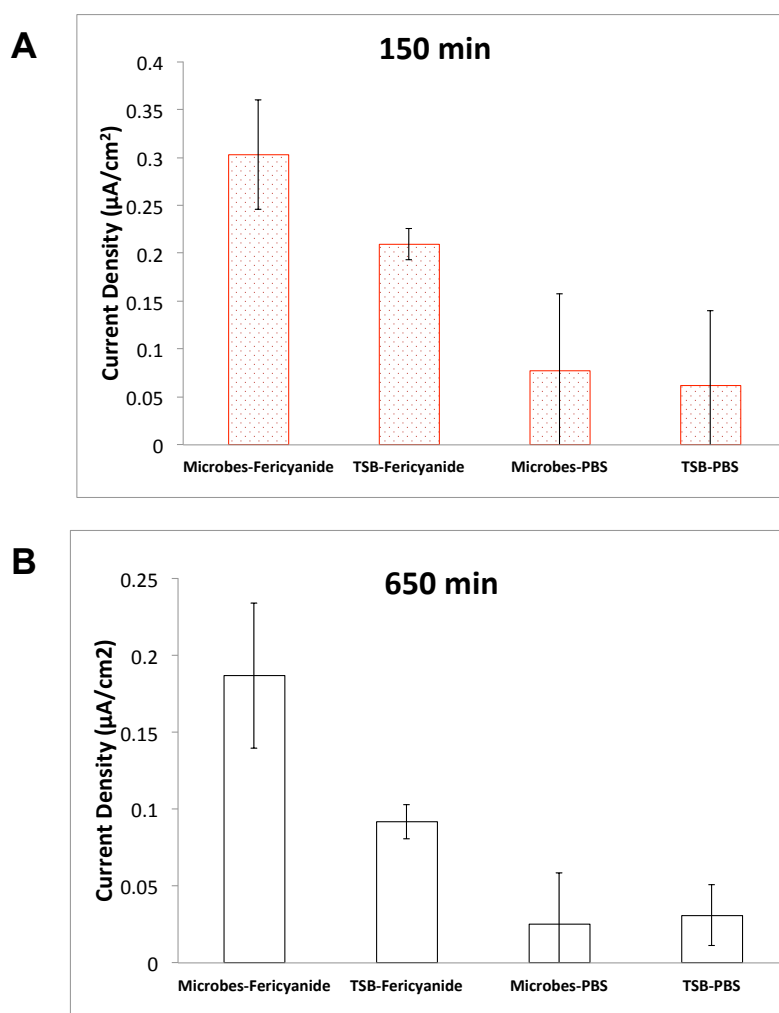 A
150 min
Current Density (µA/cm²)
0.4
0.35
0.3
0.25
0.2
0.15
0.1
0.05
0
Microbes-Fericyanide TSB-Fericyanide Microbes-PBS TSB-PBS
B
650 min
Current Density (µA/cm2)
0.25
0.2
0.15
0.1
0.05
0
Microbes-Fericyanide TSB-Fericyanide Microbes-PBS TSB-PBS